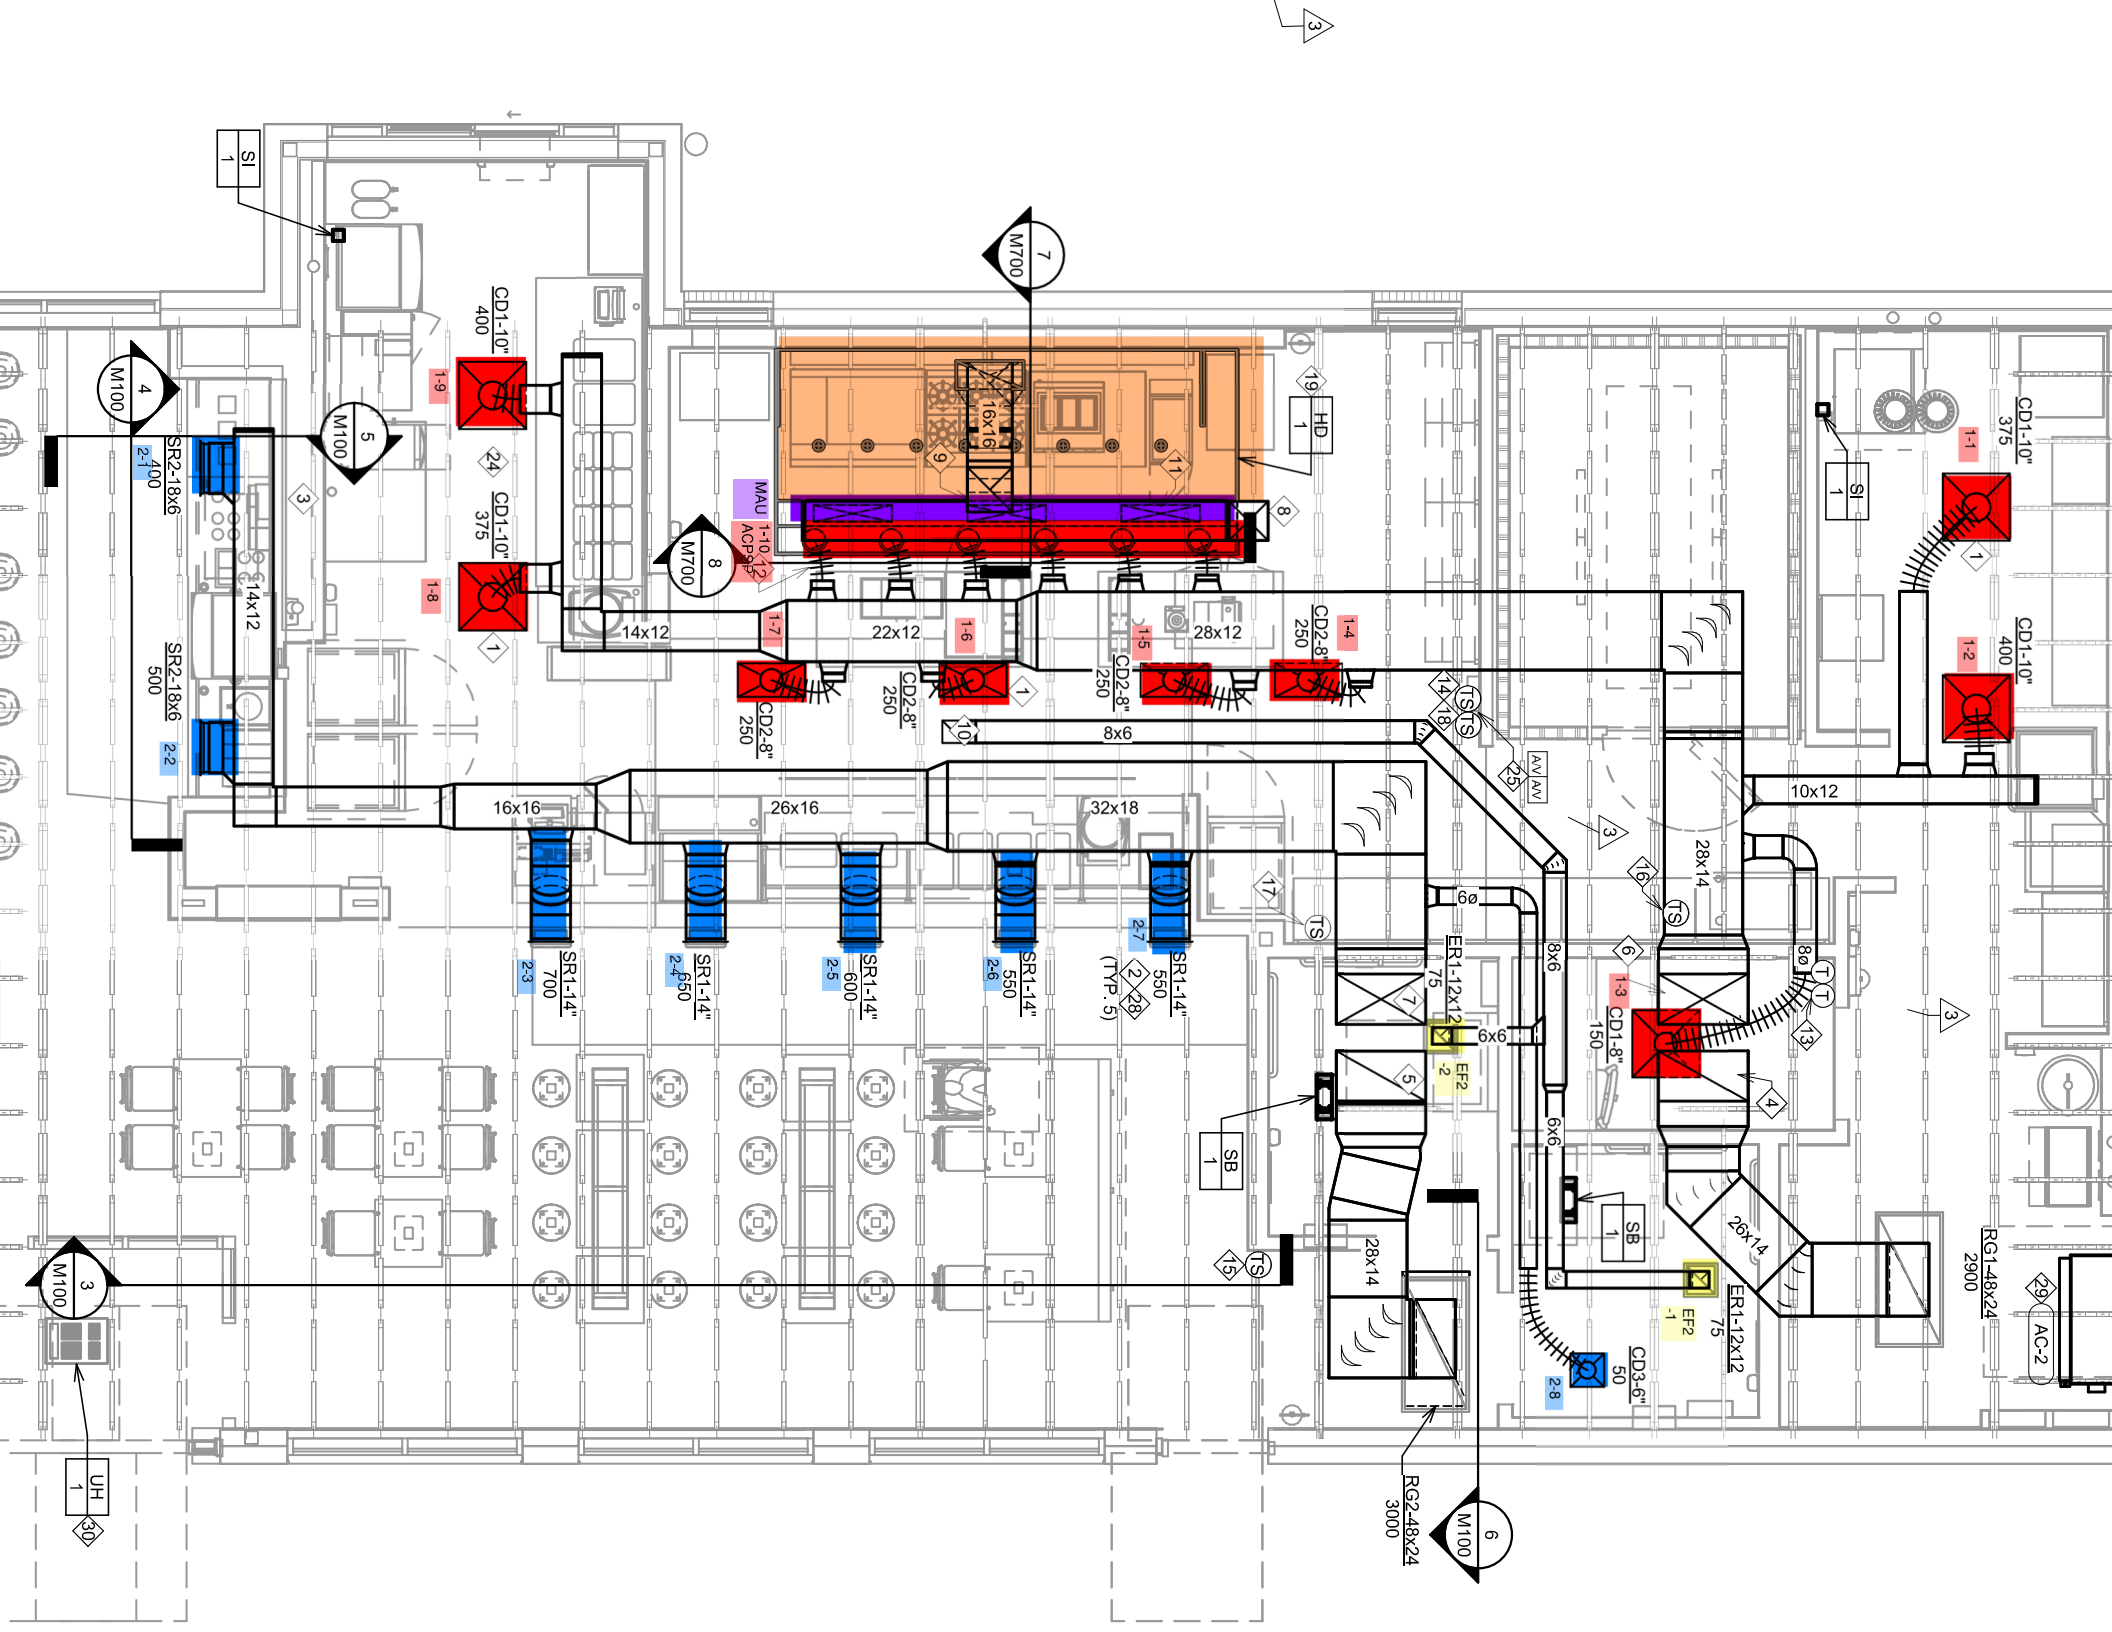 3
SI
1
7
M700
CD1-10"
400
1-9
4
M100
5
M100
SR2-18x6
400
2-1
24
3
CD1-10"
375
1-8
1
14x12
SR2-18x6
500
2-2
16x16
9
11
19
HD
1
8
MAU
1-10
ACPSP
12
8
M700
14x12
1-7
22x12
1-6
1-5
28x12
CD2-8"
250
1-4
CD2-8"
250
CD2-8"
250
1
CD2-8"
250
14
18
TS
TS
25
A/V
A/V
10
8x6
CD1-10"
375
1-1
SI
1
1
CD1-10"
400
1-2
10x12
3
16x16
26x16
32x18
28x14
16
TS
17
TS
6ø
8x6
8ø
T
T
13
6
3
SR1-14"
700
2-3
SR1-14"
650
2-4
SR1-14"
600
2-5
SR1-14"
550
2-6
SR1-14"
550
2-7
2
28
(TYP. 5)
ER1-12x12
75
7
6x6
EF2
-2
5
1-3
CD1-8"
150
4
6x6
SB
1
SB
1
26x14
28x14
15
TS
RG1-48x24
2900
29
AC-2
ER1-12x12
75
EF2
-1
CD3-6"
50
2-8
3
M100
UH
1
30
RG2-48x24
3000
6
M100